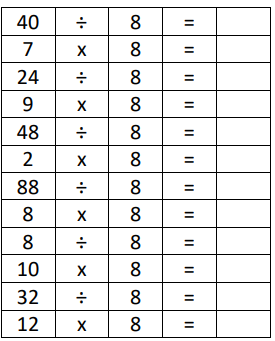 40 ÷ 8 =
7 x 8 =
24 ÷ 8 =
9 x 8 =
48 ÷ 8 =
2 x 8 =
88 ÷ 8 =
8 x 8 =
8 ÷ 8 =
10 x 8 =
32 ÷ 8 =
12 x 8 =